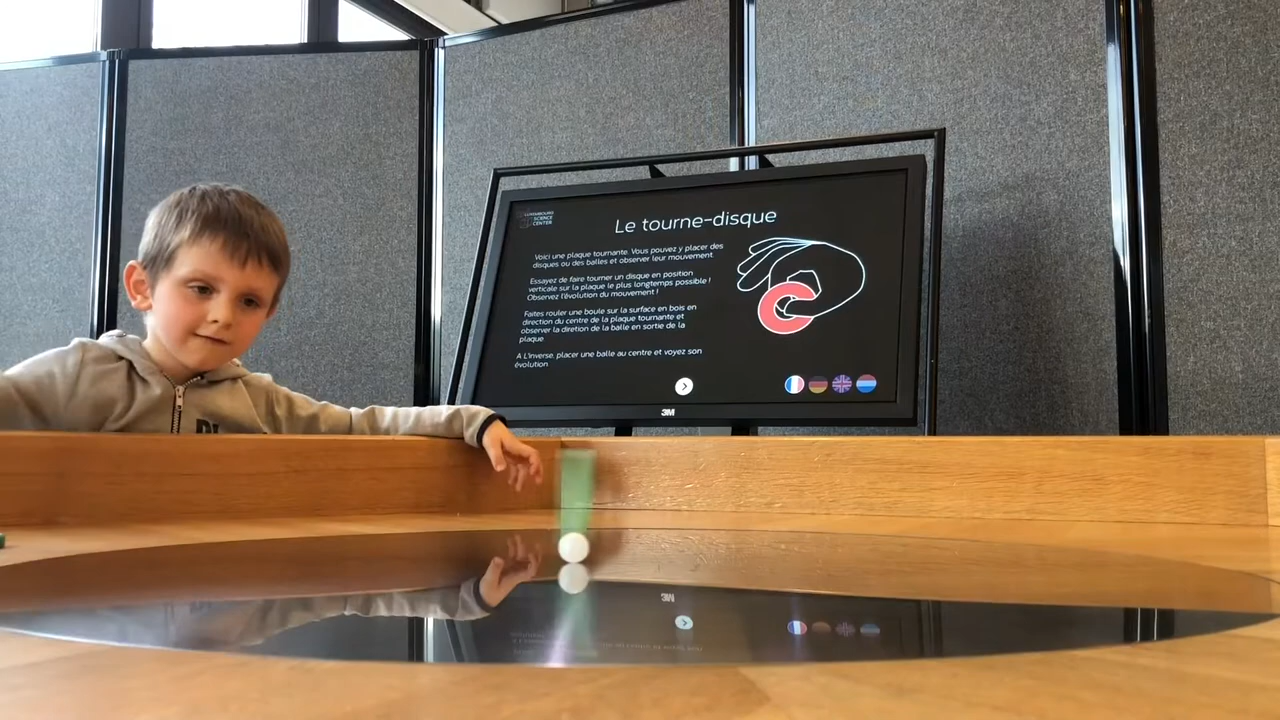 LUXEMBOURG
SCIENCE
CENTER
Le tourne-disque
Voici une plaque tournante. Vous pouvez y placer des
disques ou des balles et observer leur mouvement
Essayez de faire tourner un disque en position
verticale sur la plaque le plus longtemps possible !
Observez l'évolution du mouvement !
Faites rouler une boule sur la surface en bois en
direction du centre de la plaque tournante et
observer la diretion de la balle en sortie de la
plaque
A L'inverse, placer une balle au centre et voyez son
évolution
3M